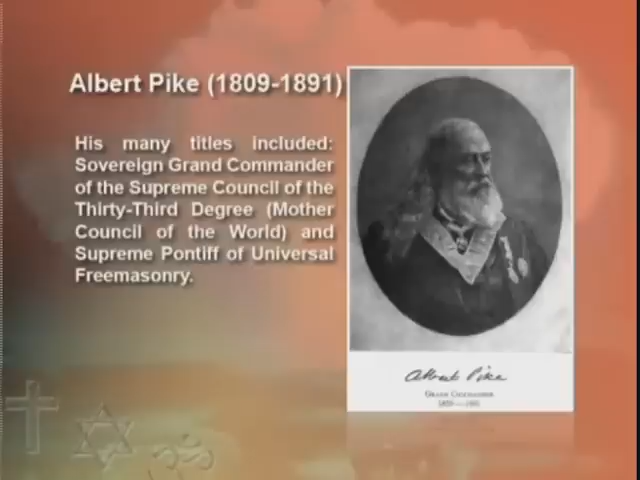 Albert Pike (1809-1891)
His many titles included:
Sovereign Grand Commander
of the Supreme Council of the
Thirty-Third Degree (Mother
Council of the World) and
Supreme Pontiff of Universal
Freemasonry.
Albert Pike
Grand Commander